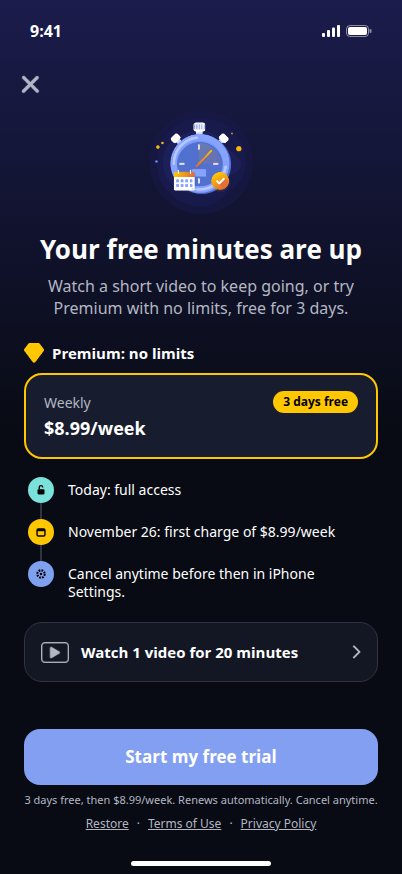 9:41
Your free minutes are up
Watch a short video to keep going, or try
Premium with no limits, free for 3 days.
Premium: no limits
Weekly
3 days free
$8.99/week
Today: full access
November 26: first charge of $8.99/week
Cancel anytime before then in iPhone
Settings.
Watch 1 video for 20 minutes
Start my free trial
3 days free, then $8.99/week. Renews automatically. Cancel anytime.
Restore · Terms of Use · Privacy Policy